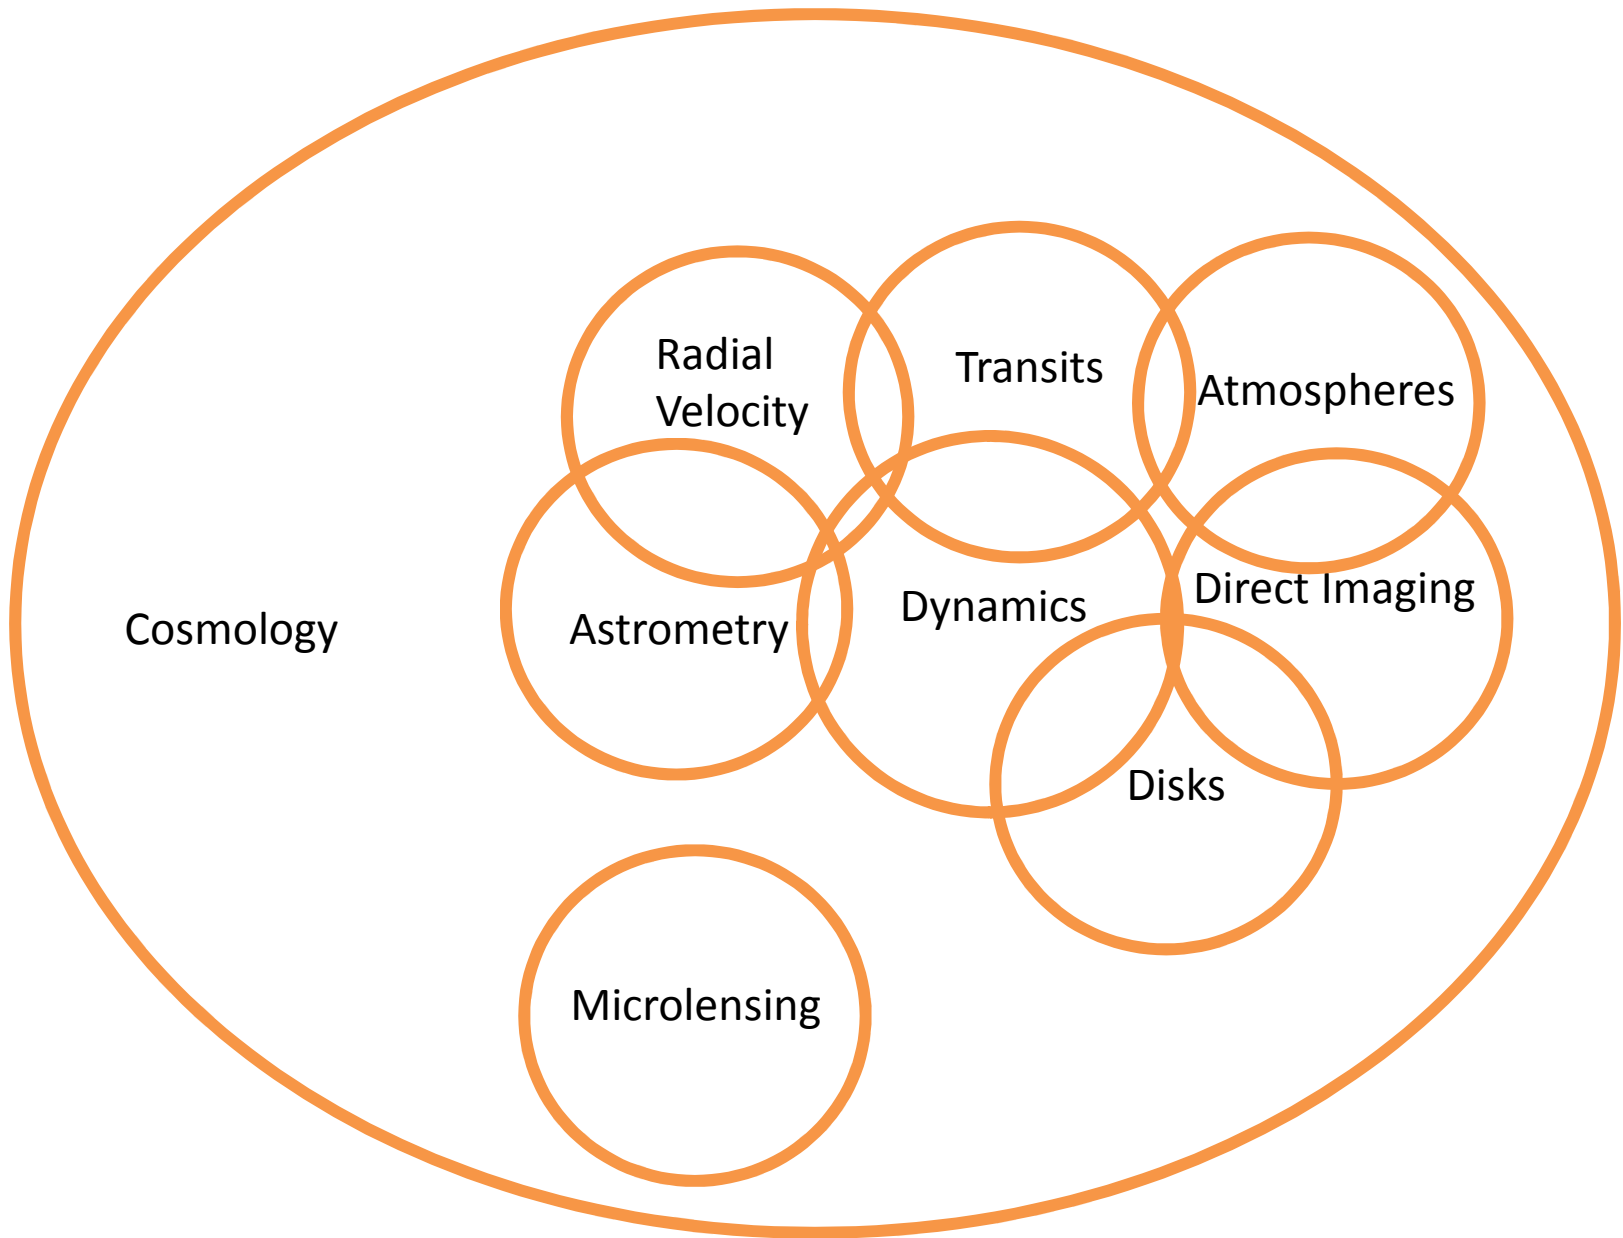 Radial
Velocity
Transits
Atmospheres
Cosmology
Astrometry
Dynamics
Direct Imaging
Disks
Microlensing